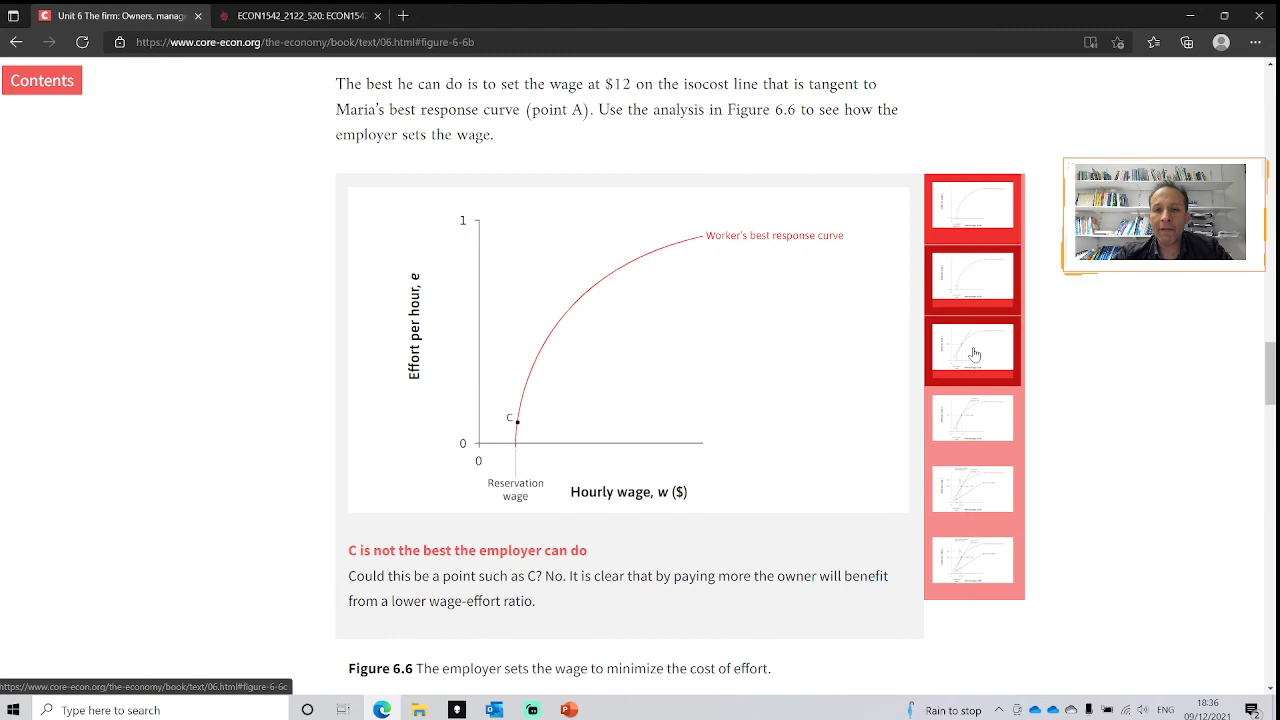 Unit 6 The firm: Owners, manage
ECON1542_2122_520: ECON154
https://www.core-econ.org/the-economy/book/text/06.html#figure-6-6b
Contents
The best he can do is to set the wage at $12 on the isocost line that is tangent to
Maria's best response curve (point A). Use the analysis in Figure 6.6 to see how the
employer sets the wage.
1
Worker's best response curve
Effort per hour, e
C
0
0
Reservation
wage
Hourly wage, w ($)
C is not the best the employer can do
Could this be a point such as C? No. It is clear that by paying more the owner will benefit
from a lower wage-effort ratio.
Figure 6.6 The employer sets the wage to minimize the cost of effort.
https://www.core-econ.org/the-economy/book/text/06.html#figure-6-6c
Type here to search
Rain to stop
ENG
18:36
09/12/2021
2